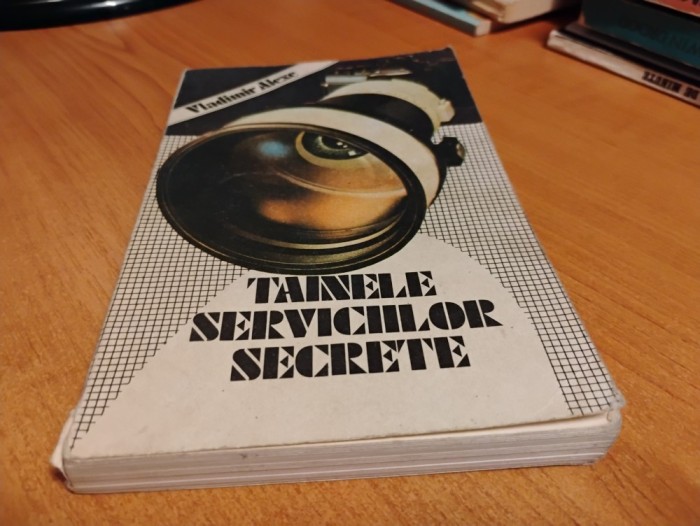 Vladimir Alexe
TAINELE
SERVICIILOR
SECRETE